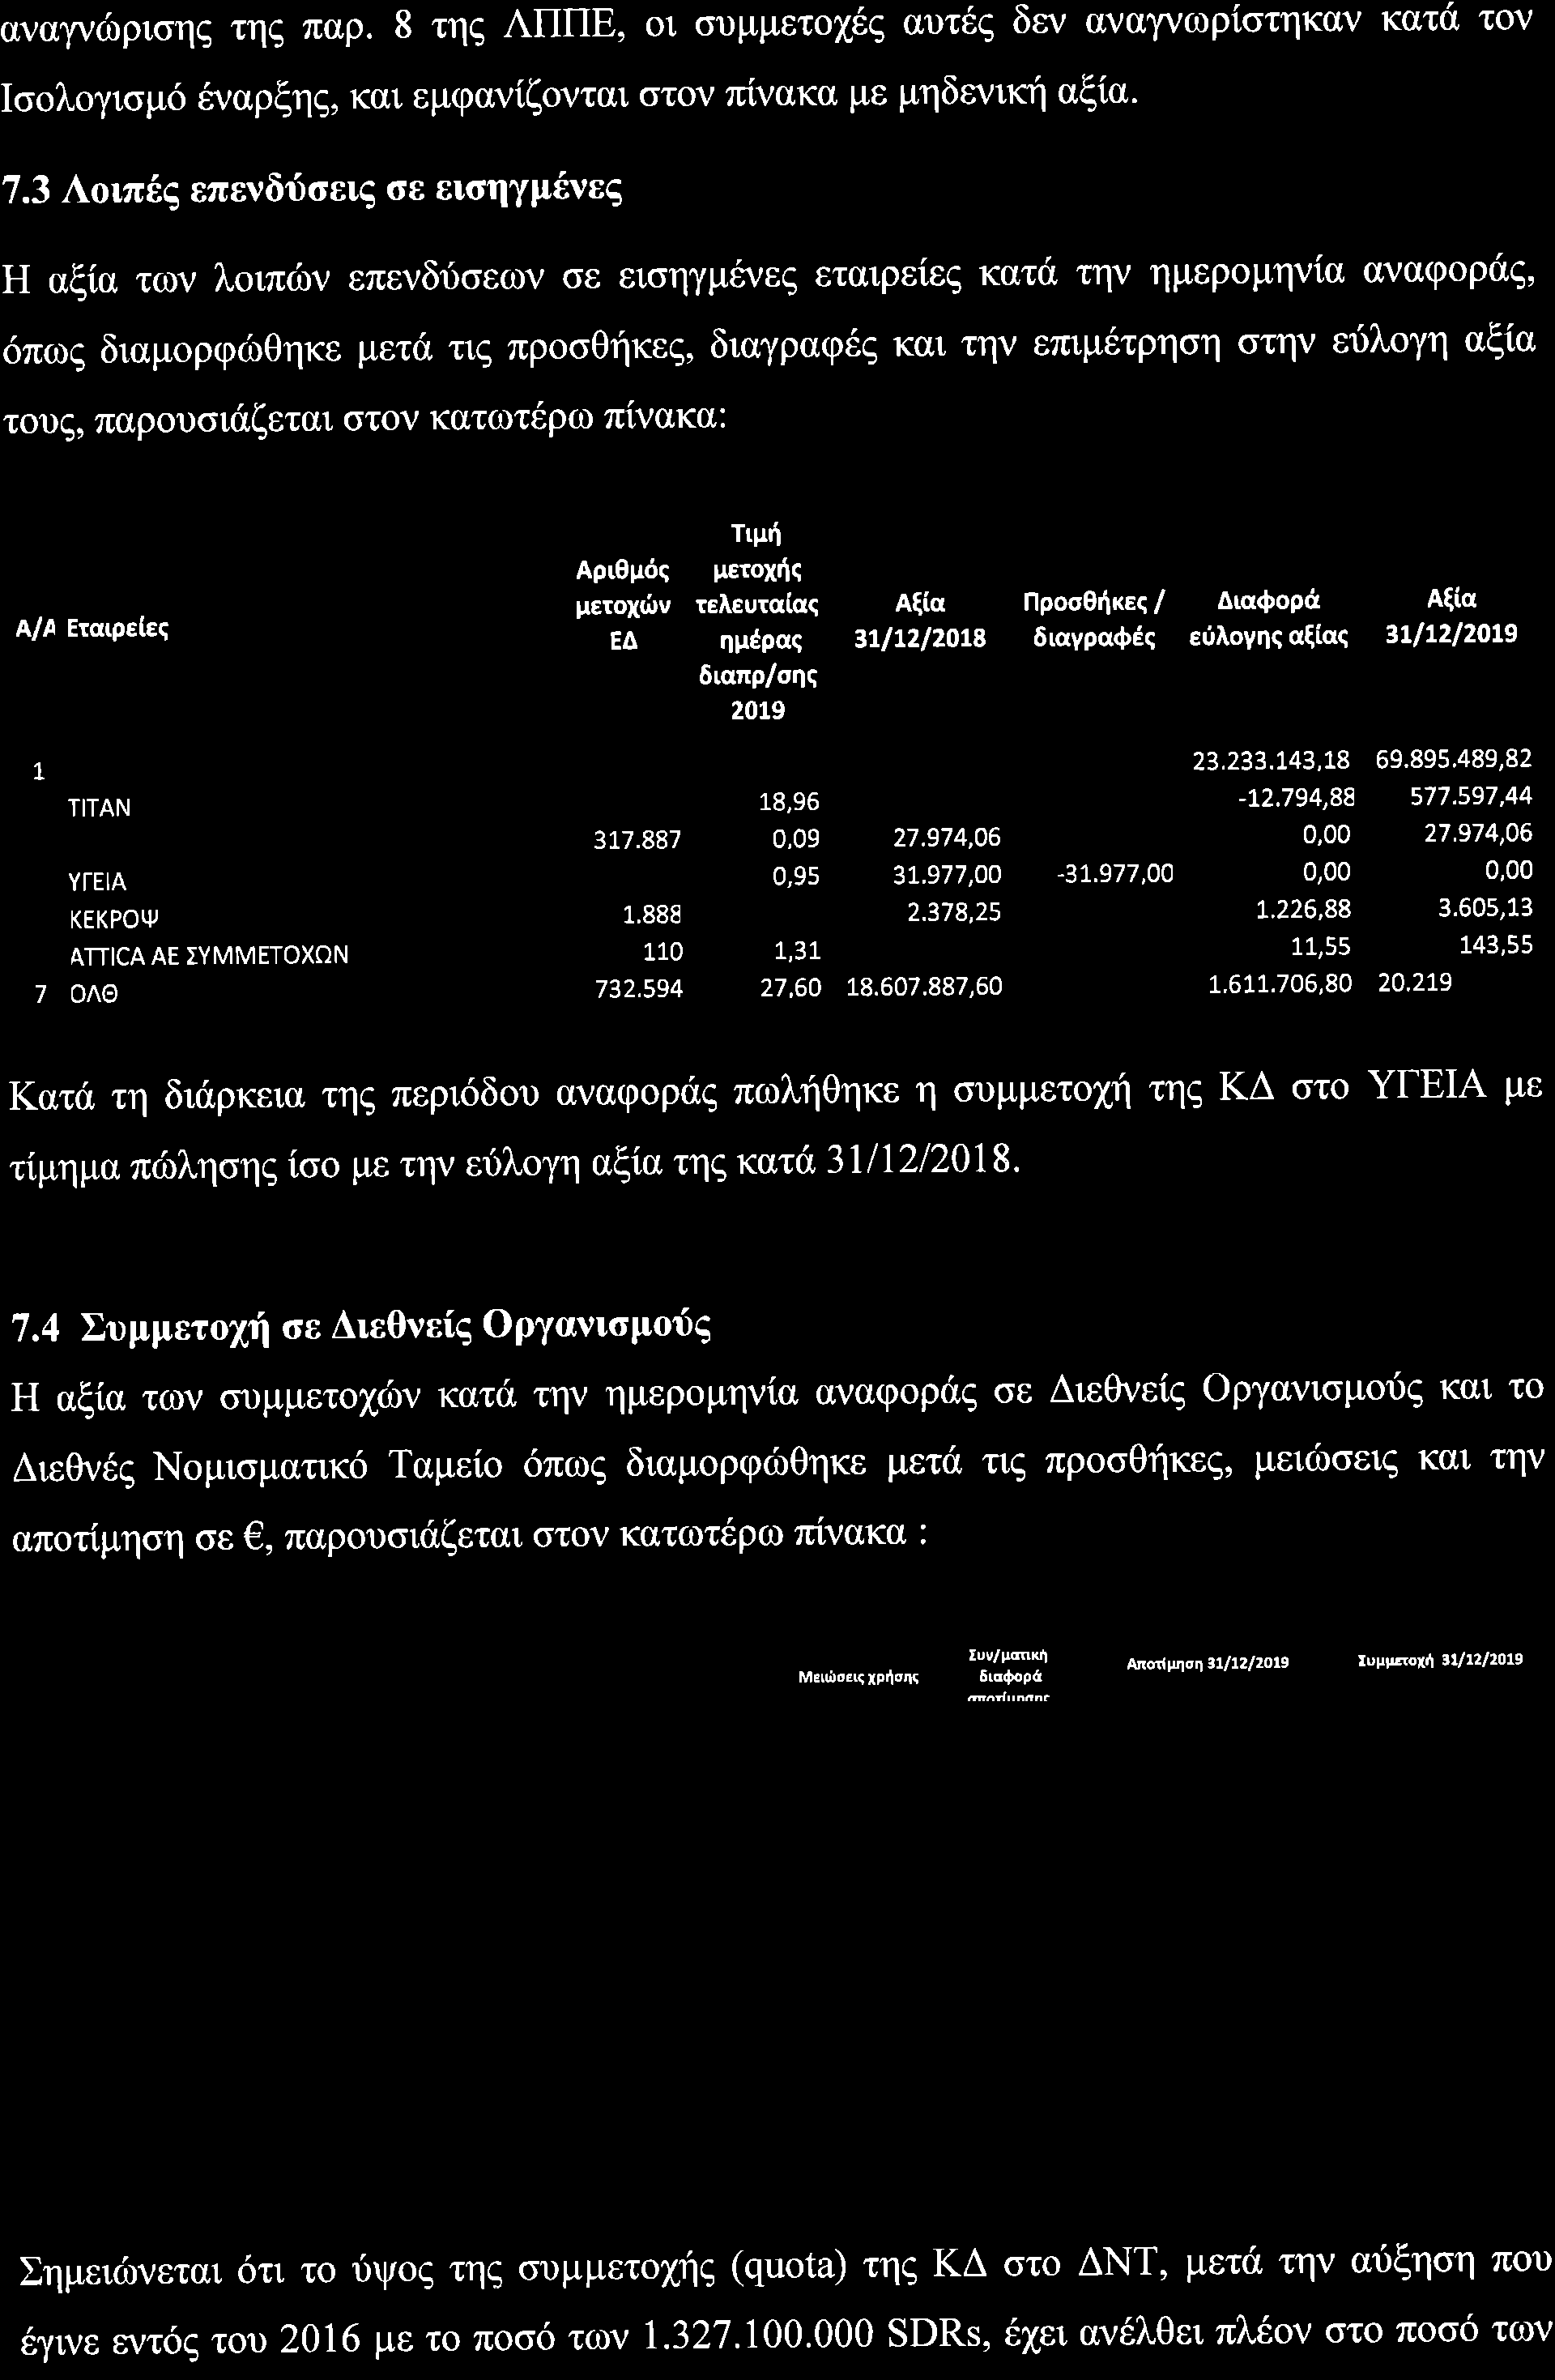 αναγνώρισης της παρ. 8 της ΛΠΠΕ, οι συμμετοχές αυτές δεν αναγνωρίστηκαν κατά τον
Ισολογισμό έναρξης, και εμφανίζονται στον πίνακα με μηδενική αξία.
7.3 Λοιπές επενδύσεις σε εισηγμένες
Η αξία των λοιπών επενδύσεων σε εισηγμένες εταιρείες κατά την ημερομηνία αναφοράς,
όπως διαμορφώθηκε μετά τις προσθήκες, διαγραφές και την επιμέτρηση στην εύλογη αξία
τους, παρουσιάζεται στον κατωτέρω πίνακα:
Τιμή
Αριθμός μετοχής
μετοχών τελευταίας Αξία Προσθήκες / Διαφορά Αξία
Α/Α Εταιρείες ΕΔ ημέρας 31/12/2018 διαγραφές εύλογης αξίας 31/12/2019
διαπρ/σης
2019
1 23.233.143,18 69.895.489,82
ΤΙΤΑΝ 18,96 -12.794,88 577.597,44
317.887 0,09 27.974,06 0,00 27.974,06
ΥΓΕΙΑ 0,95 31.977,00 -31.977,00 0,00 0,00
ΚΕΚΡΟΨ 1.888 2.378,25 1.226,88 3.605,13
ATTICA ΑΕ ΣΥΜΜΕΤΟΧΩΝ 110 1,31 11,55 143,55
7 ΟΛΘ 732.594 27,60 18.607.887,60 1.611.706,80 20.219
Κατά τη διάρκεια της περιόδου αναφοράς πωλήθηκε η συμμετοχή της ΚΔ στο ΥΓΕΙΑ με
τίμημα πώλησης ίσο με την εύλογη αξία της κατά 31/12/2018.
7.4 Συμμετοχή σε Διεθνείς Οργανισμούς
Η αξία των συμμετοχών κατά την ημερομηνία αναφοράς σε Διεθνείς Οργανισμούς και το
Διεθνές Νομισματικό Ταμείο όπως διαμορφώθηκε μετά τις προσθήκες, μειώσεις και την
αποτίμηση σε €, παρουσιάζεται στον κατωτέρω πίνακα :
Συν/ματική
Μειώσεις χρήσης διαφορά Αποτίμηση 31/12/2019 Συμμετοχή 31/12/2019
αποτίμησης
Σημειώνεται ότι το ύψος της συμμετοχής (quota) της ΚΔ στο ΔΝΤ, μετά την αύξηση που
έγινε εντός του 2016 με το ποσό των 1.327.100.000 SDRs, έχει ανέλθει πλέον στο ποσό των